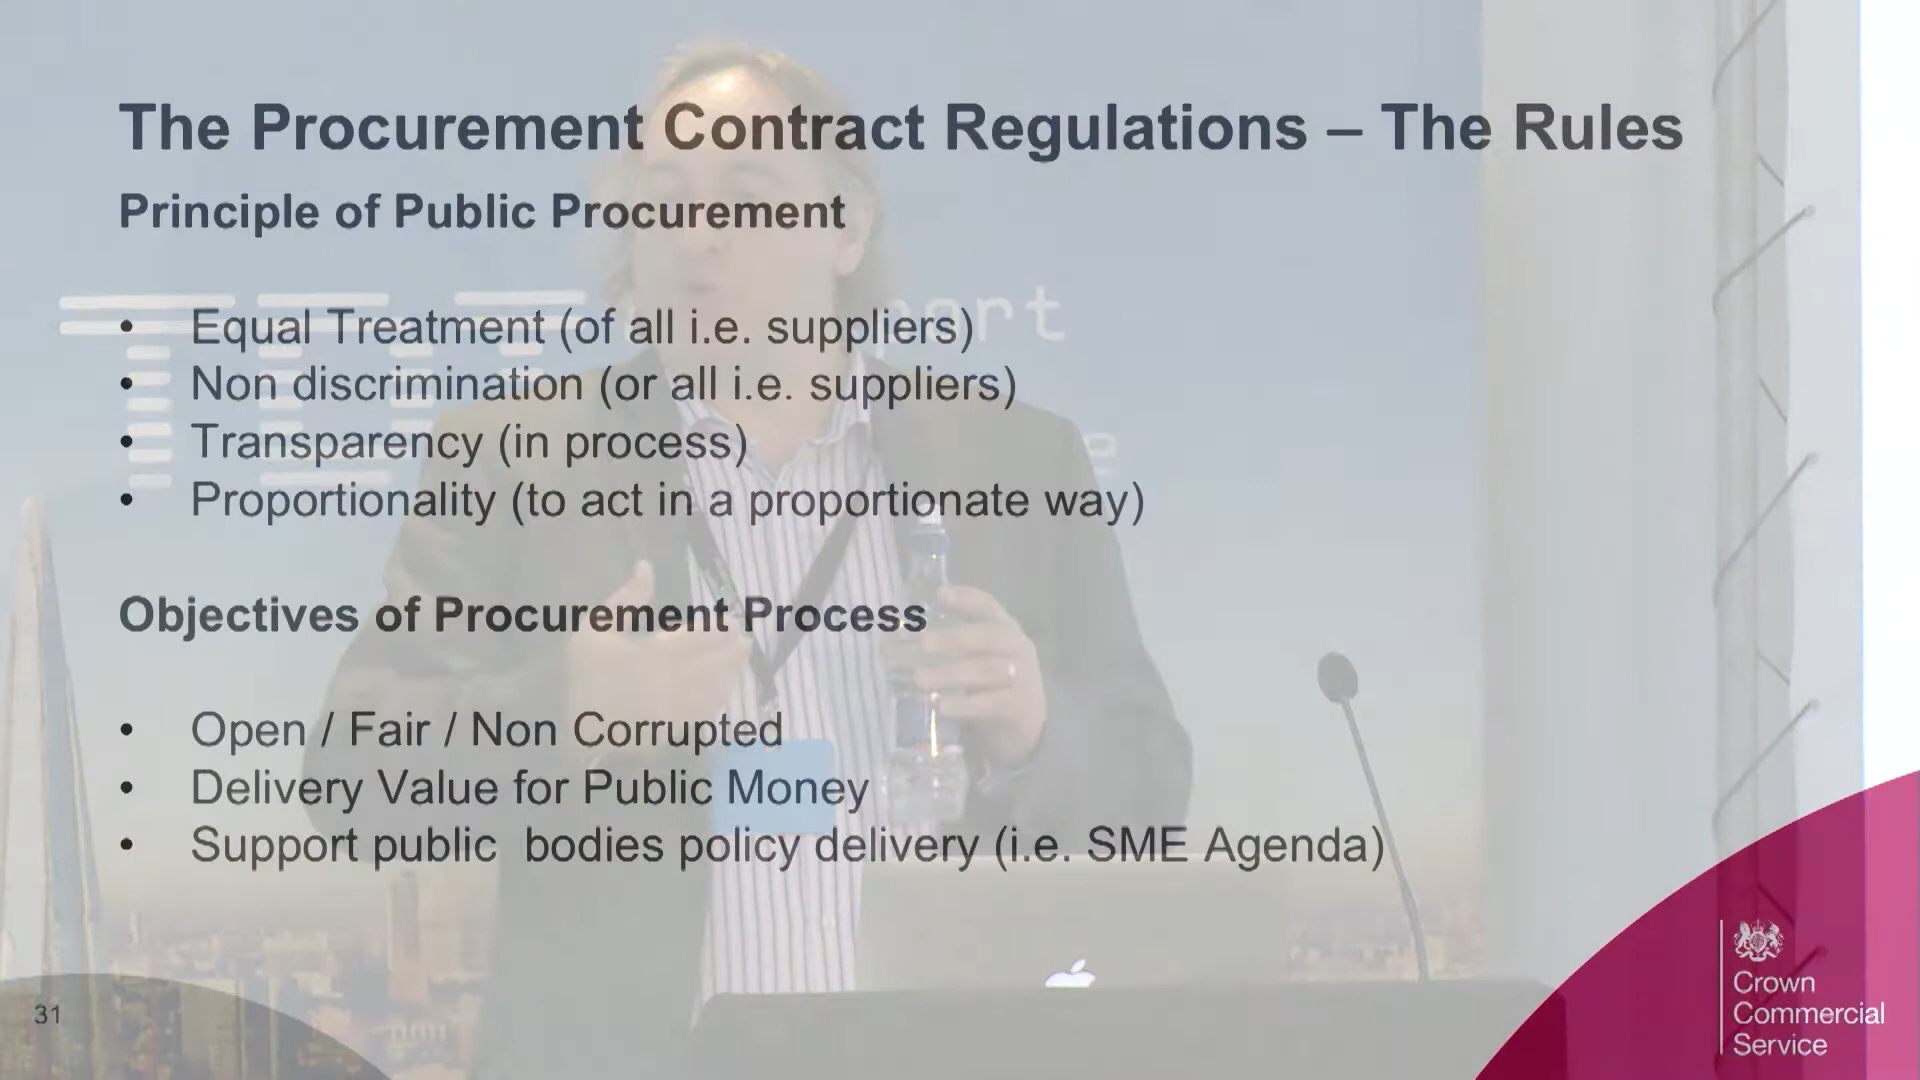 The Procurement Contract Regulations – The Rules
Principle of Public Procurement
• Equal Treatment (of all i.e. suppliers)
• Non discrimination (or all i.e. suppliers)
• Transparency (in process)
• Proportionality (to act in a proportionate way)
Objectives of Procurement Process
• Open / Fair / Non Corrupted
• Delivery Value for Public Money
• Support public  bodies policy delivery (i.e. SME Agenda)
31
Crown
Commercial
Service